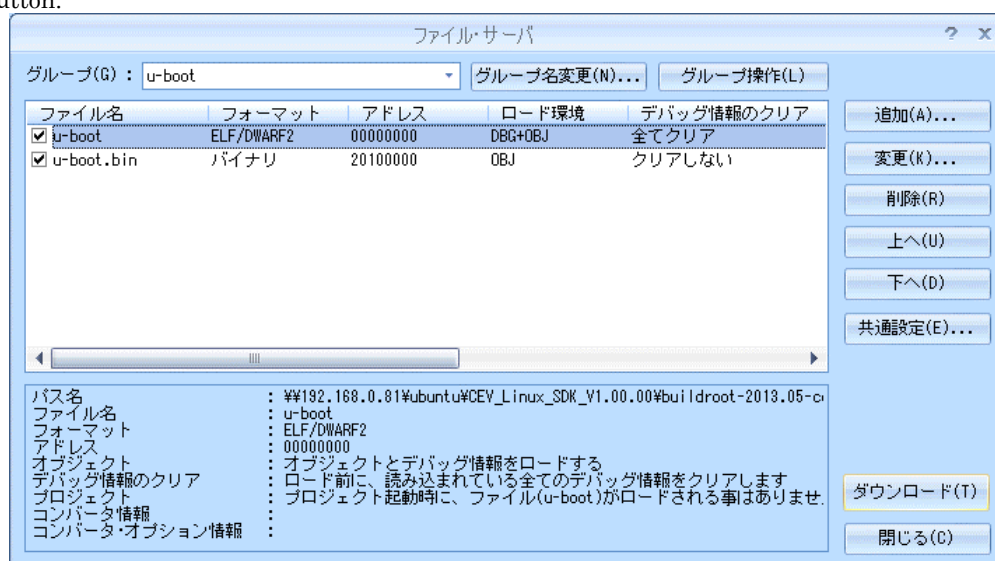 utton.
ファイル・サーバ
グループ(G) : u-boot グループ名変更(N)... グループ操作(L)
ファイル名 フォーマット アドレス ロード環境 デバッグ情報のクリア
u-boot ELF/DWARF2 00000000 DBG+OBJ 全てクリア
u-boot.bin バイナリ 20100000 OBJ クリアしない
追加(A)...
変更(K)...
削除(R)
上へ(U)
下へ(D)
共通設定(E)...
パス名 : ¥¥192.168.0.81¥ubuntu¥CEV_Linux_SDK_V1.00.00¥buildroot-2013.05-c
ファイル名 : u-boot
フォーマット : ELF/DWARF2
アドレス : 00000000
オブジェクト : オブジェクトとデバッグ情報をロードする
デバッグ情報のクリア : ロード前に、読み込まれている全てのデバッグ情報をクリアします
プロジェクト : プロジェクト起動時に、ファイル(u-boot)がロードされる事はありませ.
コンバータ情報 :
コンバータ・オプション情報 :
ダウンロード(T)
閉じる(C)